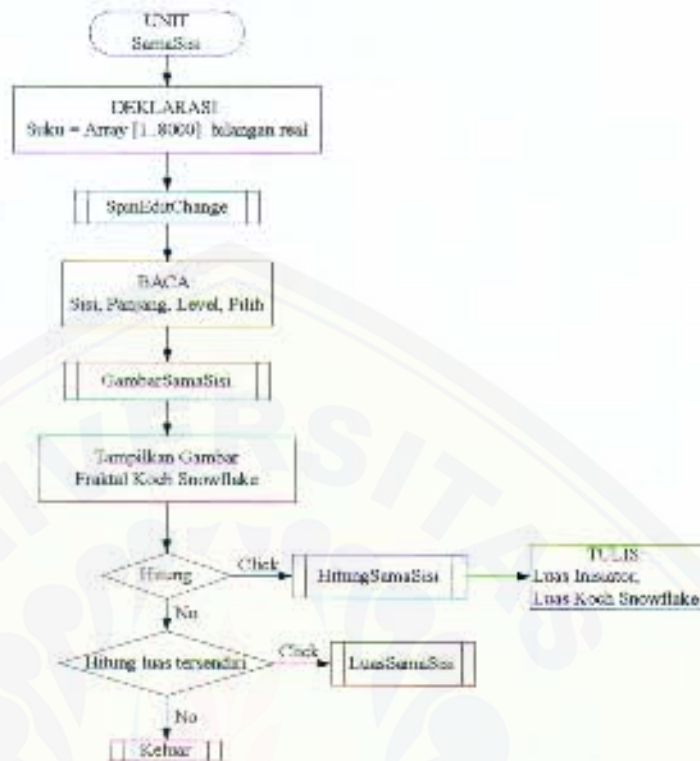 UNIT
SamaSisi
DEKLARASI
Suku = Array [1..8000] bilangan real
SpinEditChange
BACA
Sisi, Panjang, Level, Pilih
GambarSamaSisi
Tampilkan Gambar
Fraktal Koch Snowflake
Hitung
Click
HitungSamaSisi
TULIS
Luas Inisiator,
Luas Koch Snowflake
No
Hitung luas tersendiri
Click
LuasSamaSisi
No
Keluar
UNIVERSITAS